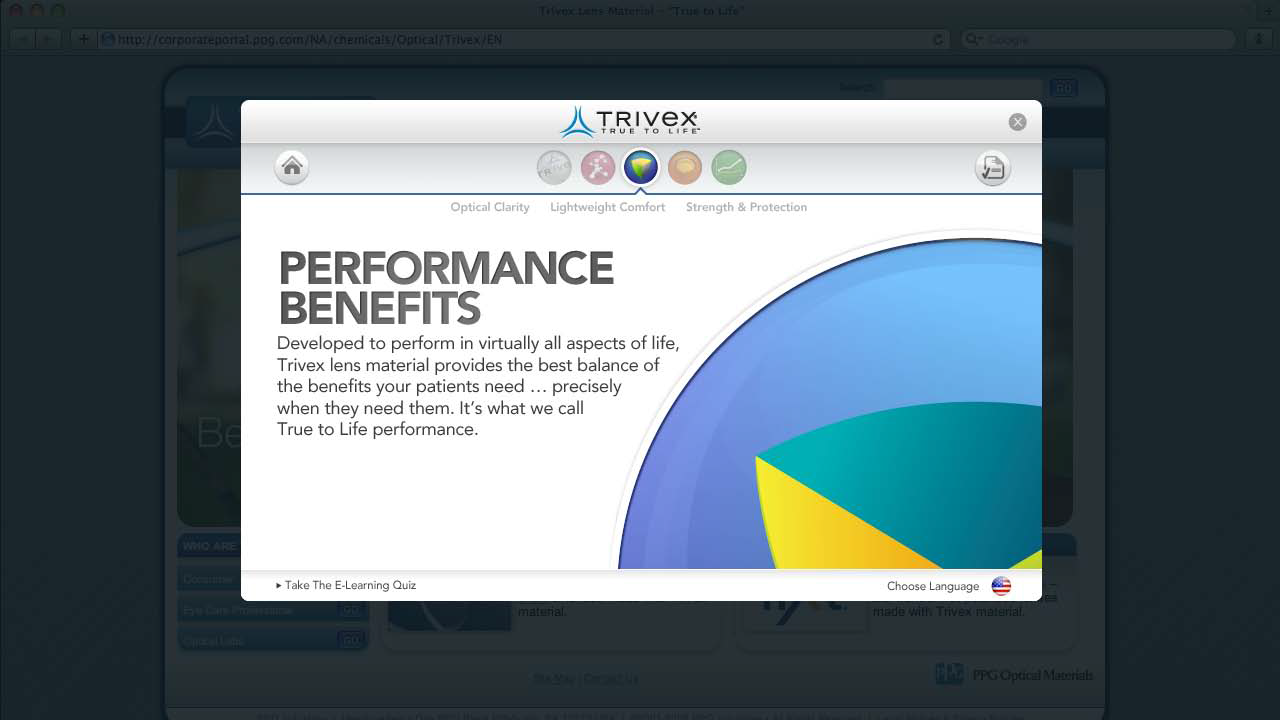 Trivex Lens Material – "True to Life"
http://corporateportal.ppg.com/NA/chemicals/Optical/Trivex/EN
Google
Search
GO
TRIVEX
TRUE TO LIFE™
TRIVE
Optical Clarity Lightweight Comfort Strength & Protection
PERFORMANCE
BENEFITS
Developed to perform in virtually all aspects of life,
Trivex lens material provides the best balance of
the benefits your patients need … precisely
when they need them. It's what we call
True to Life performance.
Be
WHO ARE
Consumer
Eye Care Professional GO
Optical Labs GO
Take The E-Learning Quiz
Choose Language
material.
made with Trivex material.
Site Map | Contact Us
PPG PPG Optical Materials